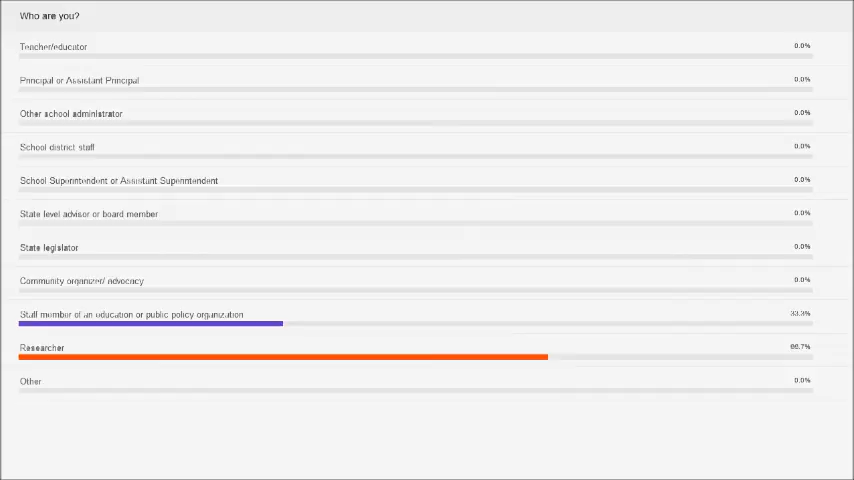 Who are you?
Teacher/educator 0.0%
Principal or Assistant Principal 0.0%
Other school administrator 0.0%
School district staff 0.0%
School Superintendent or Assistant Superintendent 0.0%
State level advisor or board member 0.0%
State legislator 0.0%
Community organizer/ advocacy 0.0%
Staff member of an education or public policy organization 33.3%
Researcher 66.7%
Other 0.0%